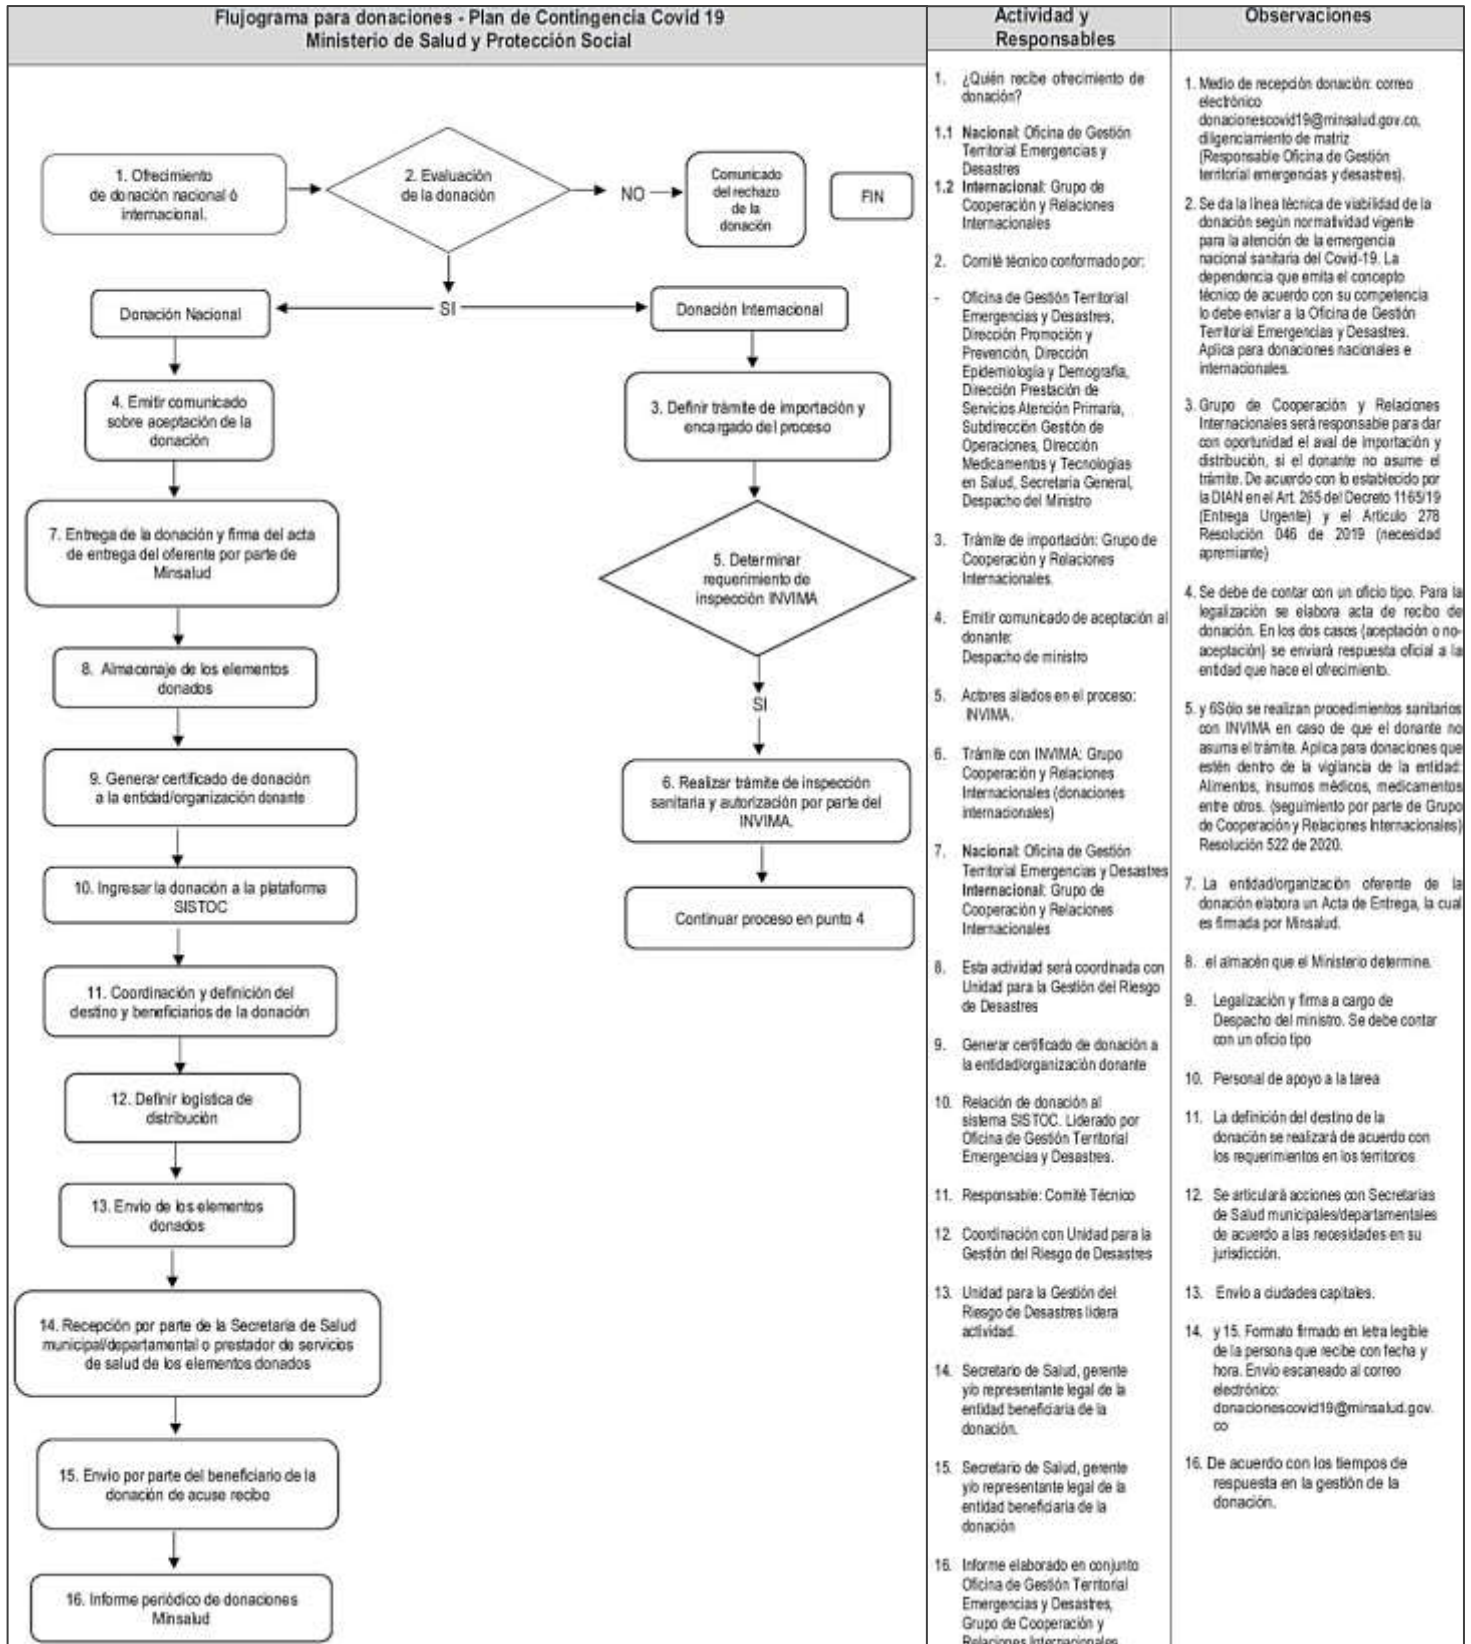 Flujograma para donaciones - Plan de Contingencia Covid 19
Ministerio de Salud y Protección Social
1. Ofrecimiento
de donación nacional ó
internacional.
2. Evaluación
de la donación
NO
Comunicado
del rechazo
de la
donación
FIN
SI
Donación Nacional
Donación Internacional
4. Emitir comunicado
sobre aceptación de la
donación
3. Definir trámite de importación y
encargado del proceso
7. Entrega de la donación y firma del acta
de entrega del oferente por parte de
Minsalud
5. Determinar
requerimiento de
inspección INVIMA
8. Almacenaje de los elementos
donados
SI
9. Generar certificado de donación
a la entidad/organización donante
6. Realizar trámite de inspección
sanitaria y autorización por parte del
INVIMA.
10. Ingresar la donación a la plataforma
SISTOC
Continuar proceso en punto 4
11. Coordinación y definición del
destino y beneficiarios de la donación
12. Definir logística de
distribución
13. Envío de los elementos
donados
14. Recepción por parte de la Secretaría de Salud
municipal/departamental o prestador de servicios
de salud de los elementos donados
15. Envío por parte del beneficiario de la
donación de acuse recibo
16. Informe periódico de donaciones
Minsalud
Actividad y
Responsables
1. ¿Quién recibe ofrecimiento de
donación?
1.1 Nacional: Oficina de Gestión
Territorial Emergencias y
Desastres
1.2 Internacional: Grupo de
Cooperación y Relaciones
Internacionales
2. Comité técnico conformado por:
- Oficina de Gestión Territorial
Emergencias y Desastres,
Dirección Promoción y
Prevención, Dirección
Epidemiología y Demografía,
Dirección Prestación de
Servicios Atención Primaria,
Subdirección Gestión de
Operaciones, Dirección
Medicamentos y Tecnologías
en Salud, Secretaría General,
Despacho del Ministro
3. Trámite de importación: Grupo de
Cooperación y Relaciones
Internacionales.
4. Emitir comunicado de aceptación al
donante:
Despacho de ministro
5. Actores aliados en el proceso:
INVIMA.
6. Trámite con INVIMA: Grupo
Cooperación y Relaciones
Internacionales (donaciones
internacionales)
7. Nacional: Oficina de Gestión
Territorial Emergencias y Desastres
Internacional: Grupo de
Cooperación y Relaciones
Internacionales
8. Esta actividad será coordinada con
Unidad para la Gestión del Riesgo
de Desastres
9. Generar certificado de donación a
la entidad/organización donante
10. Relación de donación al
sistema SISTOC. Liderado por
Oficina de Gestión Territorial
Emergencias y Desastres.
11. Responsable: Comité Técnico
12. Coordinación con Unidad para la
Gestión del Riesgo de Desastres
13. Unidad para la Gestión del
Riesgo de Desastres lidera
actividad.
14. Secretario de Salud, gerente
y/o representante legal de la
entidad beneficiaria de la
donación.
15. Secretario de Salud, gerente
y/o representante legal de la
entidad beneficiaria de la
donación
16. Informe elaborado en conjunto
Oficina de Gestión Territorial
Emergencias y Desastres,
Grupo de Cooperación y
Relaciones Internacionales
Observaciones
1. Medio de recepción donación: correo
electrónico
donacionescovid19@minsalud.gov.co,
diligenciamiento de matriz
(Responsable Oficina de Gestión
territorial emergencias y desastres).
2. Se da la línea técnica de viabilidad de la
donación según normatividad vigente
para la atención de la emergencia
nacional sanitaria del Covid-19. La
dependencia que emita el concepto
técnico de acuerdo con su competencia
lo debe enviar a la Oficina de Gestión
Territorial Emergencias y Desastres.
Aplica para donaciones nacionales e
internacionales.
3. Grupo de Cooperación y Relaciones
Internacionales será responsable para dar
con oportunidad el aval de importación y
distribución, si el donante no asume el
trámite. De acuerdo con lo establecido por
la DIAN en el Art. 265 del Decreto 1165/19
(Entrega Urgente) y el Artículo 278
Resolución 046 de 2019 (necesidad
apremiante)
4. Se debe de contar con un oficio tipo. Para la
legalización se elabora acta de recibo de
donación. En los dos casos (aceptación o no-
aceptación) se enviará respuesta oficial a la
entidad que hace el ofrecimiento.
5. y 6Sólo se realizan procedimientos sanitarios
con INVIMA en caso de que el donante no
asuma el trámite. Aplica para donaciones que
estén dentro de la vigilancia de la entidad:
Alimentos, insumos médicos, medicamentos
entre otros. (seguimiento por parte de Grupo
de Cooperación y Relaciones Internacionales)
Resolución 522 de 2020.
7. La entidad/organización oferente de la
donación elabora un Acta de Entrega, la cual
es firmada por Minsalud.
8. el almacén que el Ministerio determine.
9. Legalización y firma a cargo de
Despacho del ministro. Se debe contar
con un oficio tipo
10. Personal de apoyo a la tarea
11. La definición del destino de la
donación se realizará de acuerdo con
los requerimientos en los territorios
12. Se articulará acciones con Secretarias
de Salud municipales/departamentales
de acuerdo a las necesidades en su
jurisdicción.
13. Envío a ciudades capitales.
14. y 15. Formato firmado en letra legible
de la persona que recibe con fecha y
hora. Envío escaneado al correo
electrónico:
donacionescovid19@minsalud.gov.
co
16. De acuerdo con los tiempos de
respuesta en la gestión de la
donación.